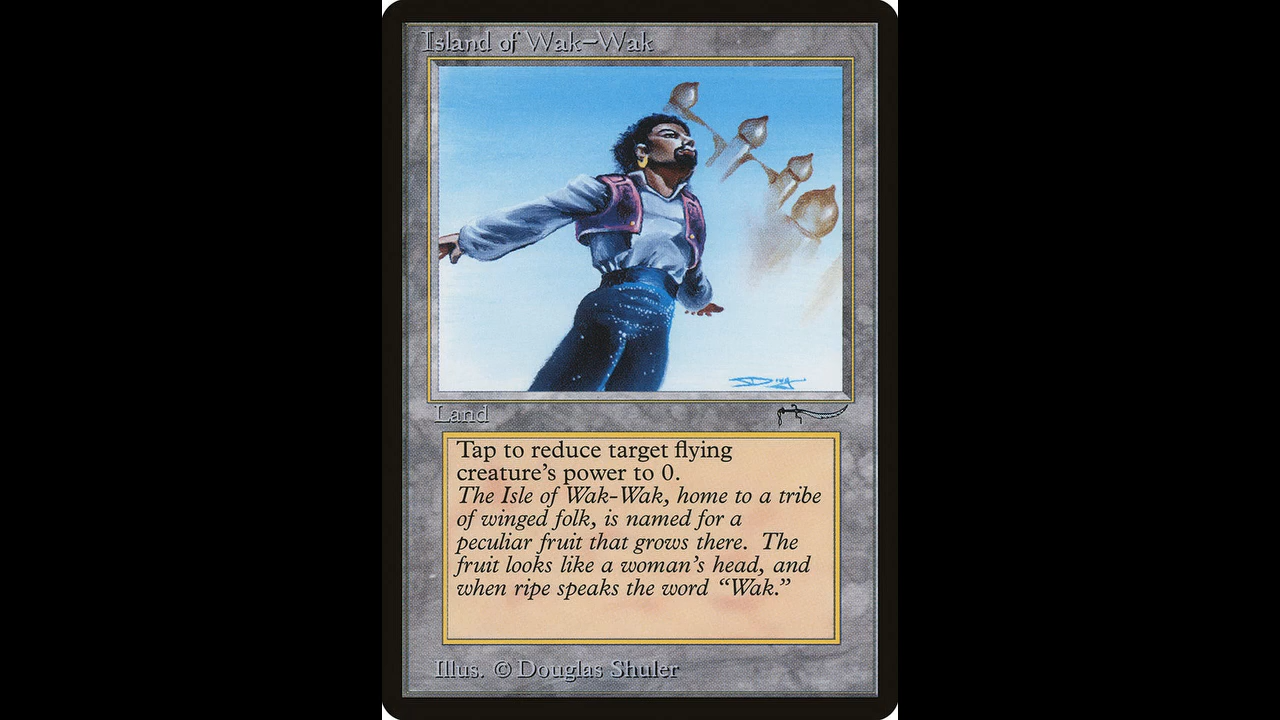 Island of Wak-Wak
Land
Tap to reduce target flying
creature's power to 0.
The Isle of Wak-Wak, home to a tribe
of winged folk, is named for a
peculiar fruit that grows there.  The
fruit looks like a woman's head, and
when ripe speaks the word “Wak.”
Illus. © Douglas Shuler